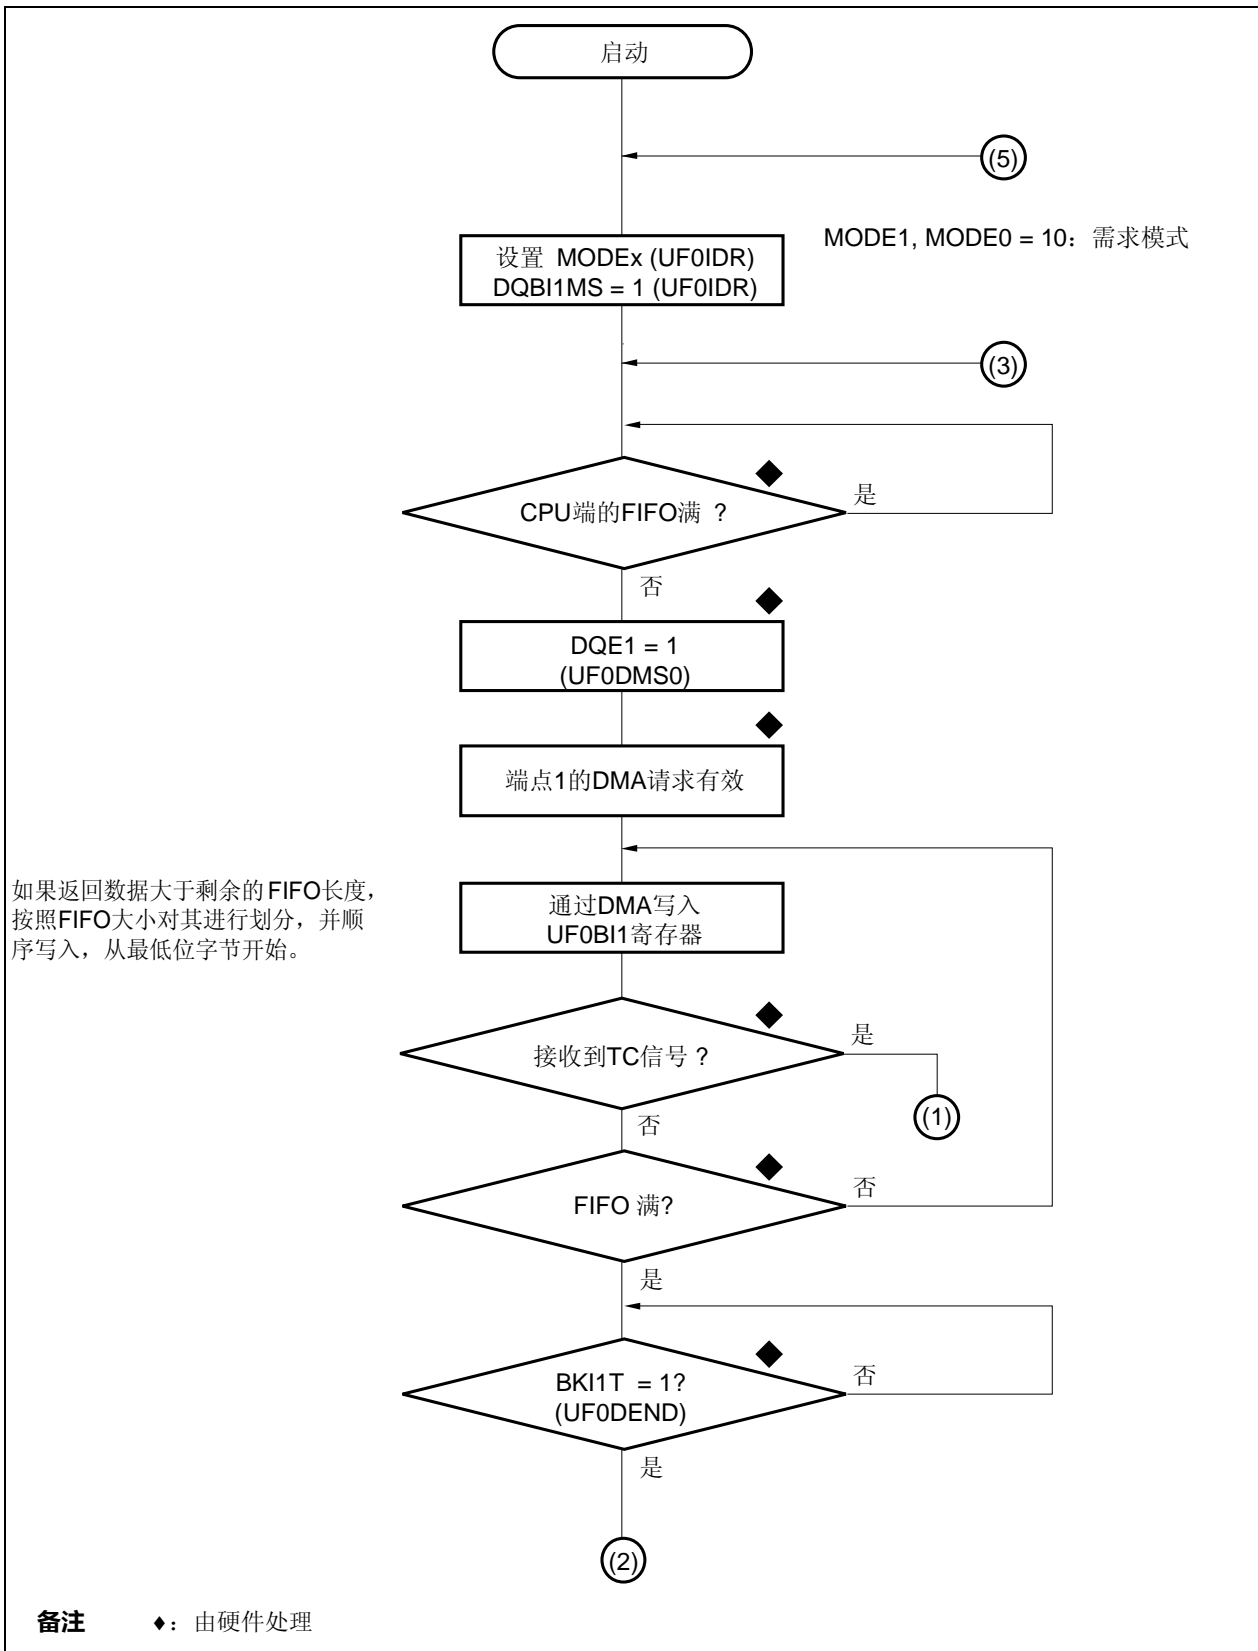 启动
(5)
MODE1, MODE0 = 10：需求模式
设置 MODEx (UF0IDR)
DQBI1MS = 1 (UF0IDR)
(3)
CPU端的FIFO满 ?
是
否
DQE1 = 1
(UF0DMS0)
端点1的DMA请求有效
如果返回数据大于剩余的FIFO长度，
按照FIFO大小对其进行划分，并顺
序写入，从最低位字节开始。
通过DMA写入
UF0BI1寄存器
接收到TC信号 ?
是
(1)
否
FIFO 满?
否
是
BKI1T = 1?
(UF0DEND)
否
是
(2)
备注 ♦：由硬件处理